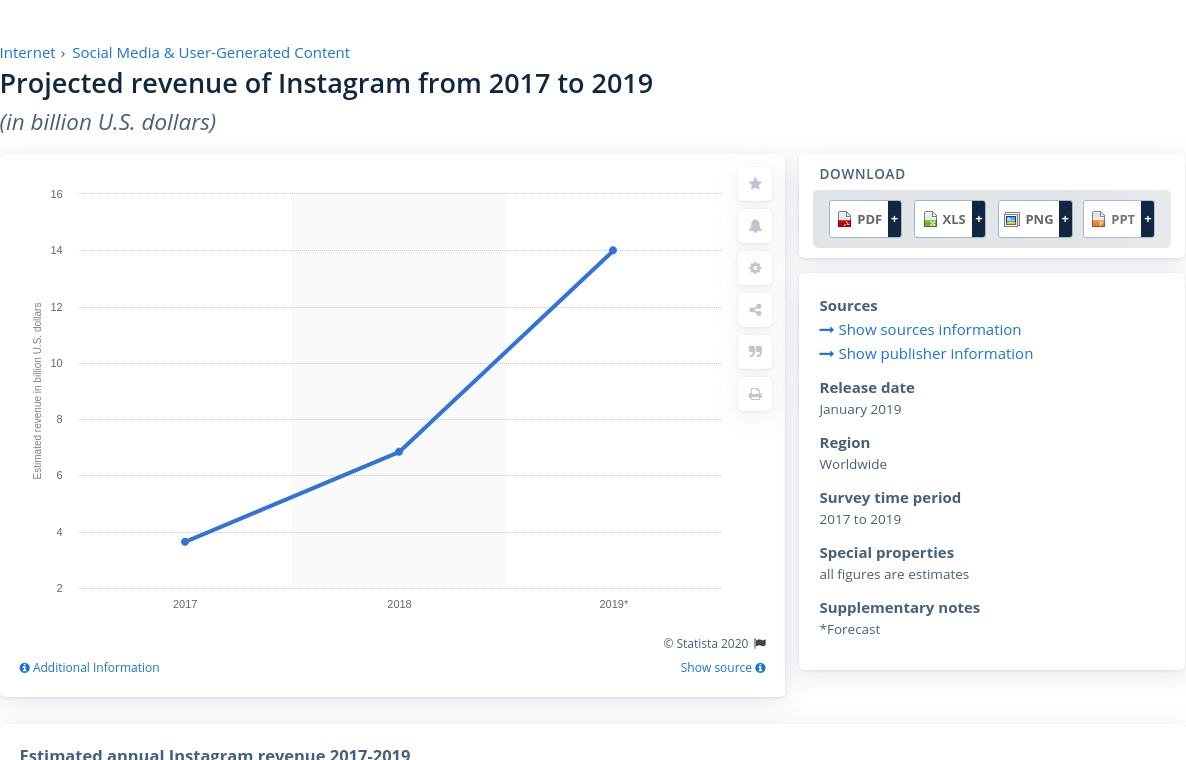 Internet › Social Media & User-Generated Content
Projected revenue of Instagram from 2017 to 2019
(in billion U.S. dollars)
16
14
12
10
8
6
4
2
Estimated revenue in billion U.S. dollars
2017 2018 2019*
© Statista 2020
Additional Information
Show source
DOWNLOAD
PDF + XLS + PNG + PPT +
Sources
Show sources information
Show publisher information
Release date
January 2019
Region
Worldwide
Survey time period
2017 to 2019
Special properties
all figures are estimates
Supplementary notes
*Forecast
Estimated annual Instagram revenue 2017-2019